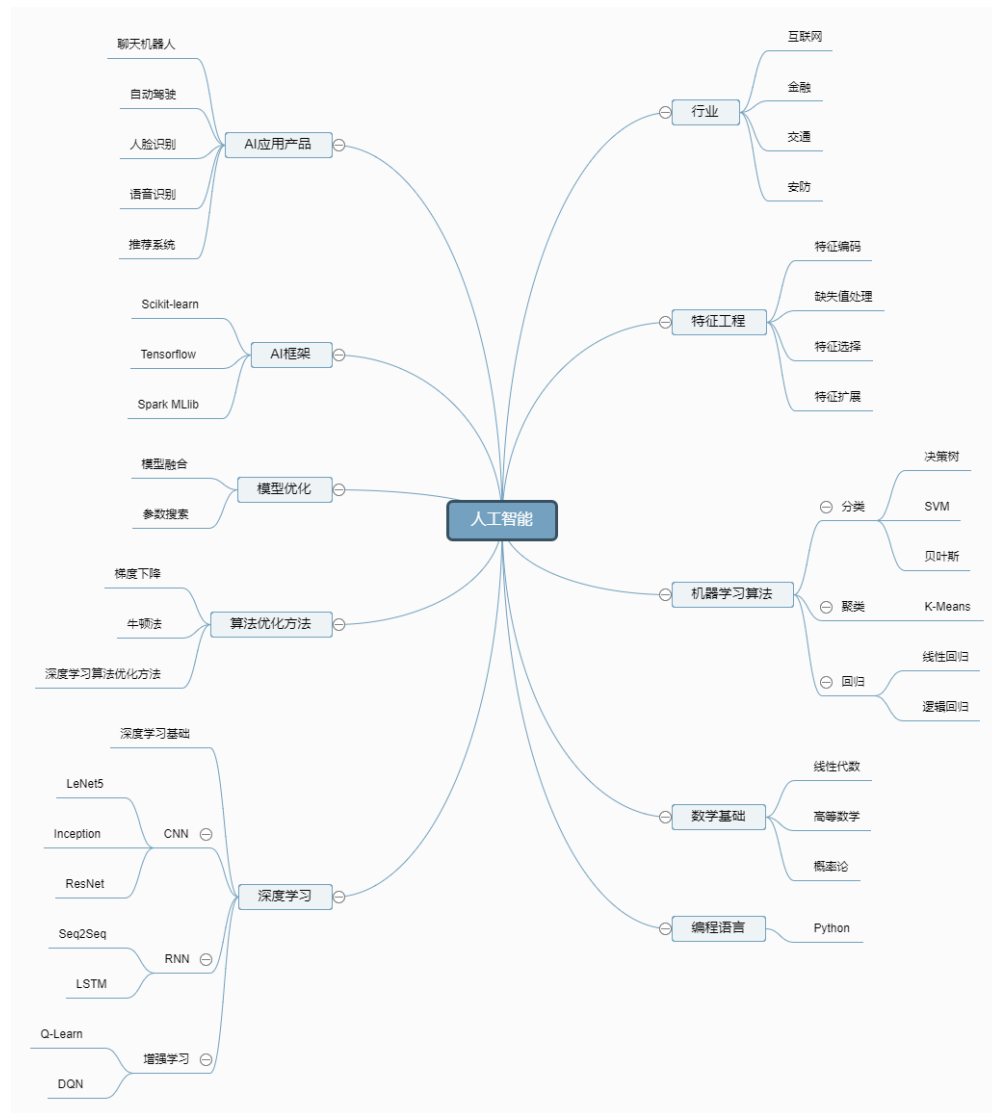 人工智能
行业
互联网
金融
交通
安防
特征工程
特征编码
缺失值处理
特征选择
特征扩展
机器学习算法
分类
决策树
SVM
贝叶斯
聚类
K-Means
回归
线性回归
逻辑回归
数学基础
线性代数
高等数学
概率论
编程语言
Python
AI应用产品
聊天机器人
自动驾驶
人脸识别
语音识别
推荐系统
AI框架
Scikit-learn
Tensorflow
Spark MLlib
模型优化
模型融合
参数搜索
算法优化方法
梯度下降
牛顿法
深度学习算法优化方法
深度学习
深度学习基础
CNN
LeNet5
Inception
ResNet
RNN
Seq2Seq
LSTM
增强学习
Q-Learn
DQN